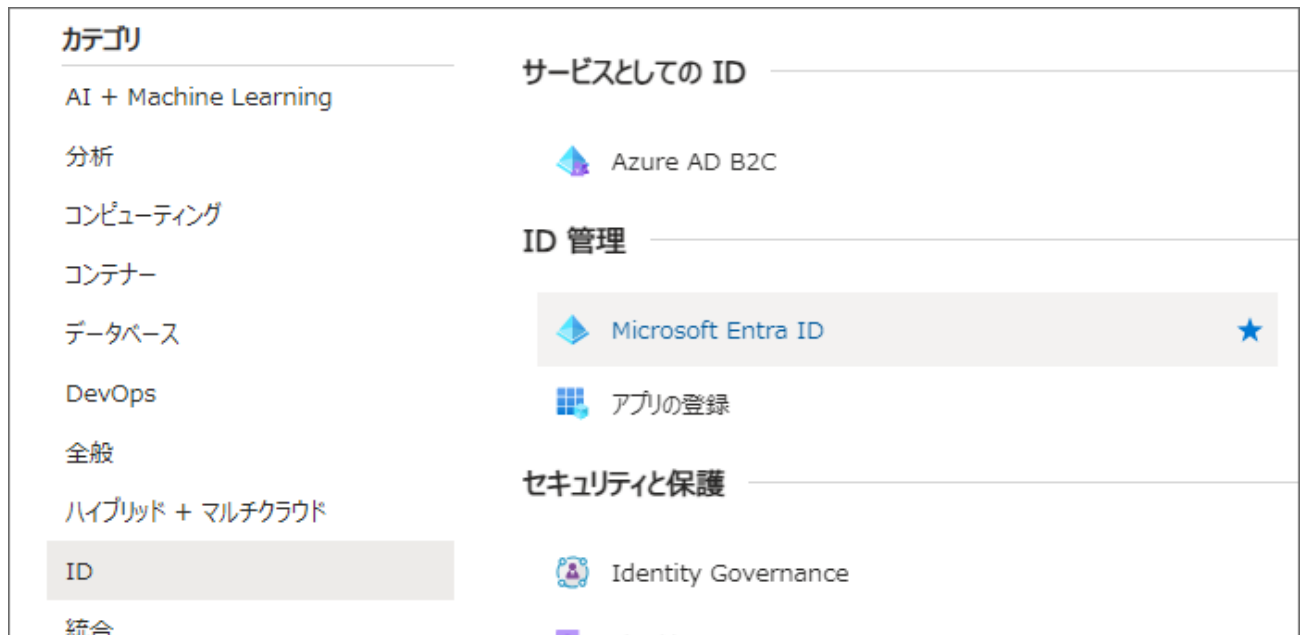 カテゴリ
AI + Machine Learning
分析
コンピューティング
コンテナー
データベース
DevOps
全般
ハイブリッド + マルチクラウド
ID
統合
サービスとしての ID
Azure AD B2C
ID 管理
Microsoft Entra ID
アプリの登録
セキュリティと保護
Identity Governance